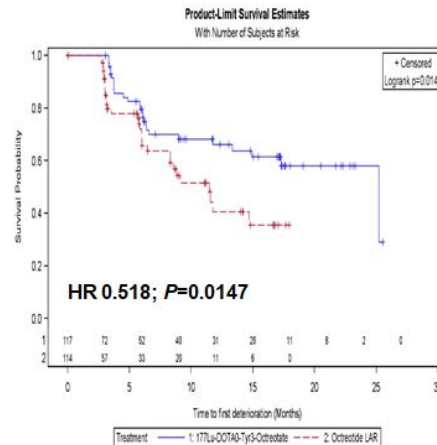 Product-Limit Survival Estimates
With Number of Subjects at Risk
+ Censored
Logrank p=0.014
1.0
0.8
0.6
0.4
0.2
0.0
Survival Probability
HR 0.518; P=0.0147
1 117 72 52 40 31 25 11 8 2 0
2 114 57 33 20 11 6 0
0 5 10 15 20 25 3
Time to first deterioration (Months)
Treatment 1: 177Lu-DOTA0-Tyr3-Octreotate 2: Octreotide LAR